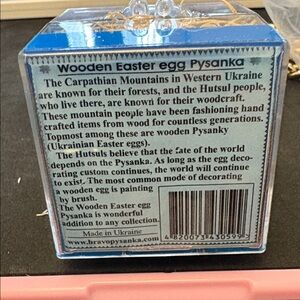 Wooden Easter egg Pysanka
The Carpathian Mountains in Western Ukraine
are known for their forests, and the Hutsul people,
who live there, are known for their woodcraft.
These mountain people have been fashioning hand
crafted items from wood for countless generations.
Topmost among these are wooden Pysanky
(Ukrainian Easter eggs).
The Hutsuls believe that the fate of the world
depends on the Pysanka. As long as the egg deco-
rating custom continues, the world will continue
to exist. The most common mode of decorating
a wooden egg is painting
by brush.
The Wooden Easter egg
Pysanka is wonderful
addition to any collection.
Made in Ukraine
www.bravopysanka.com
4 820073 430599